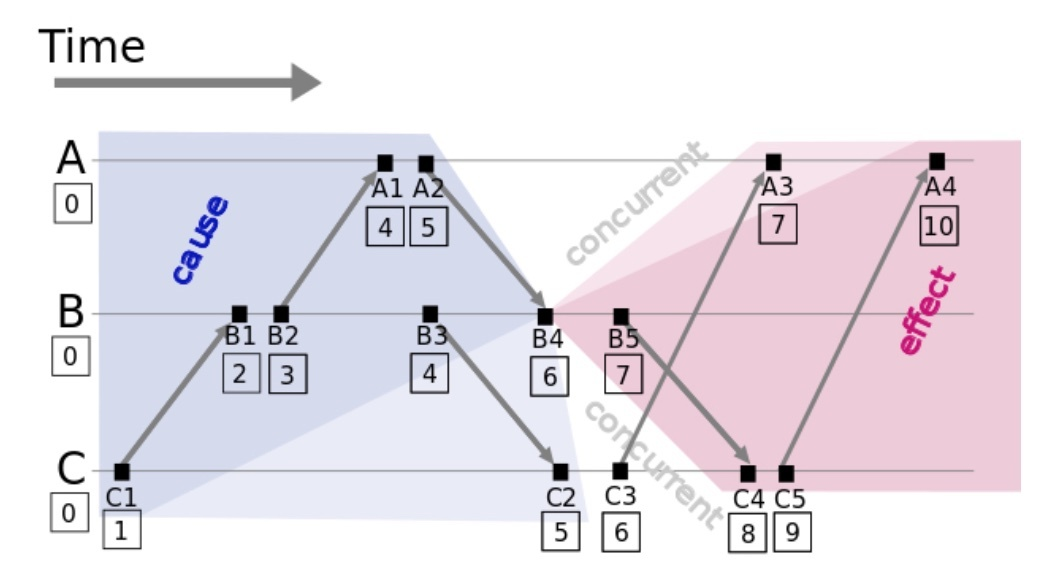 Time
A
0
cause
concurrent
A1 A2
4 5
A3
7
A4
10
B
0
B1 B2
2 3
B3
4
B4
6
B5
7
effect
concurrent
C
0
C1
1
C2
5
C3
6
C4 C5
8 9